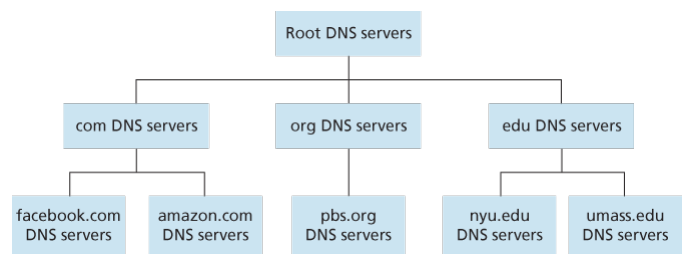 Root DNS servers
com DNS servers
org DNS servers
edu DNS servers
facebook.com
DNS servers
amazon.com
DNS servers
pbs.org
DNS servers
nyu.edu
DNS servers
umass.edu
DNS servers